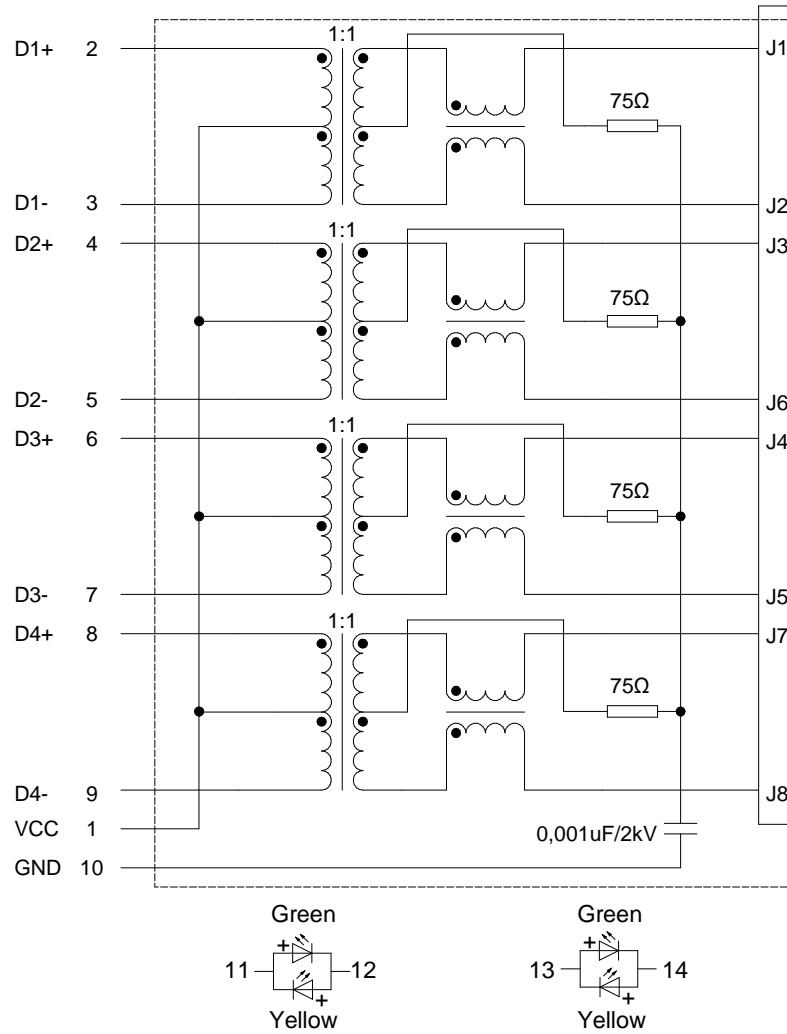 1:1
D1+ 2 J1
75Ω
D1- 3 J2
1:1
D2+ 4 J3
75Ω
D2- 5 J6
1:1
D3+ 6 J4
75Ω
D3- 7 J5
1:1
D4+ 8 J7
75Ω
D4- 9 J8
VCC 1 0,001uF/2kV
GND 10
Green Green
+ +
11 12 13 14
+ +
Yellow Yellow